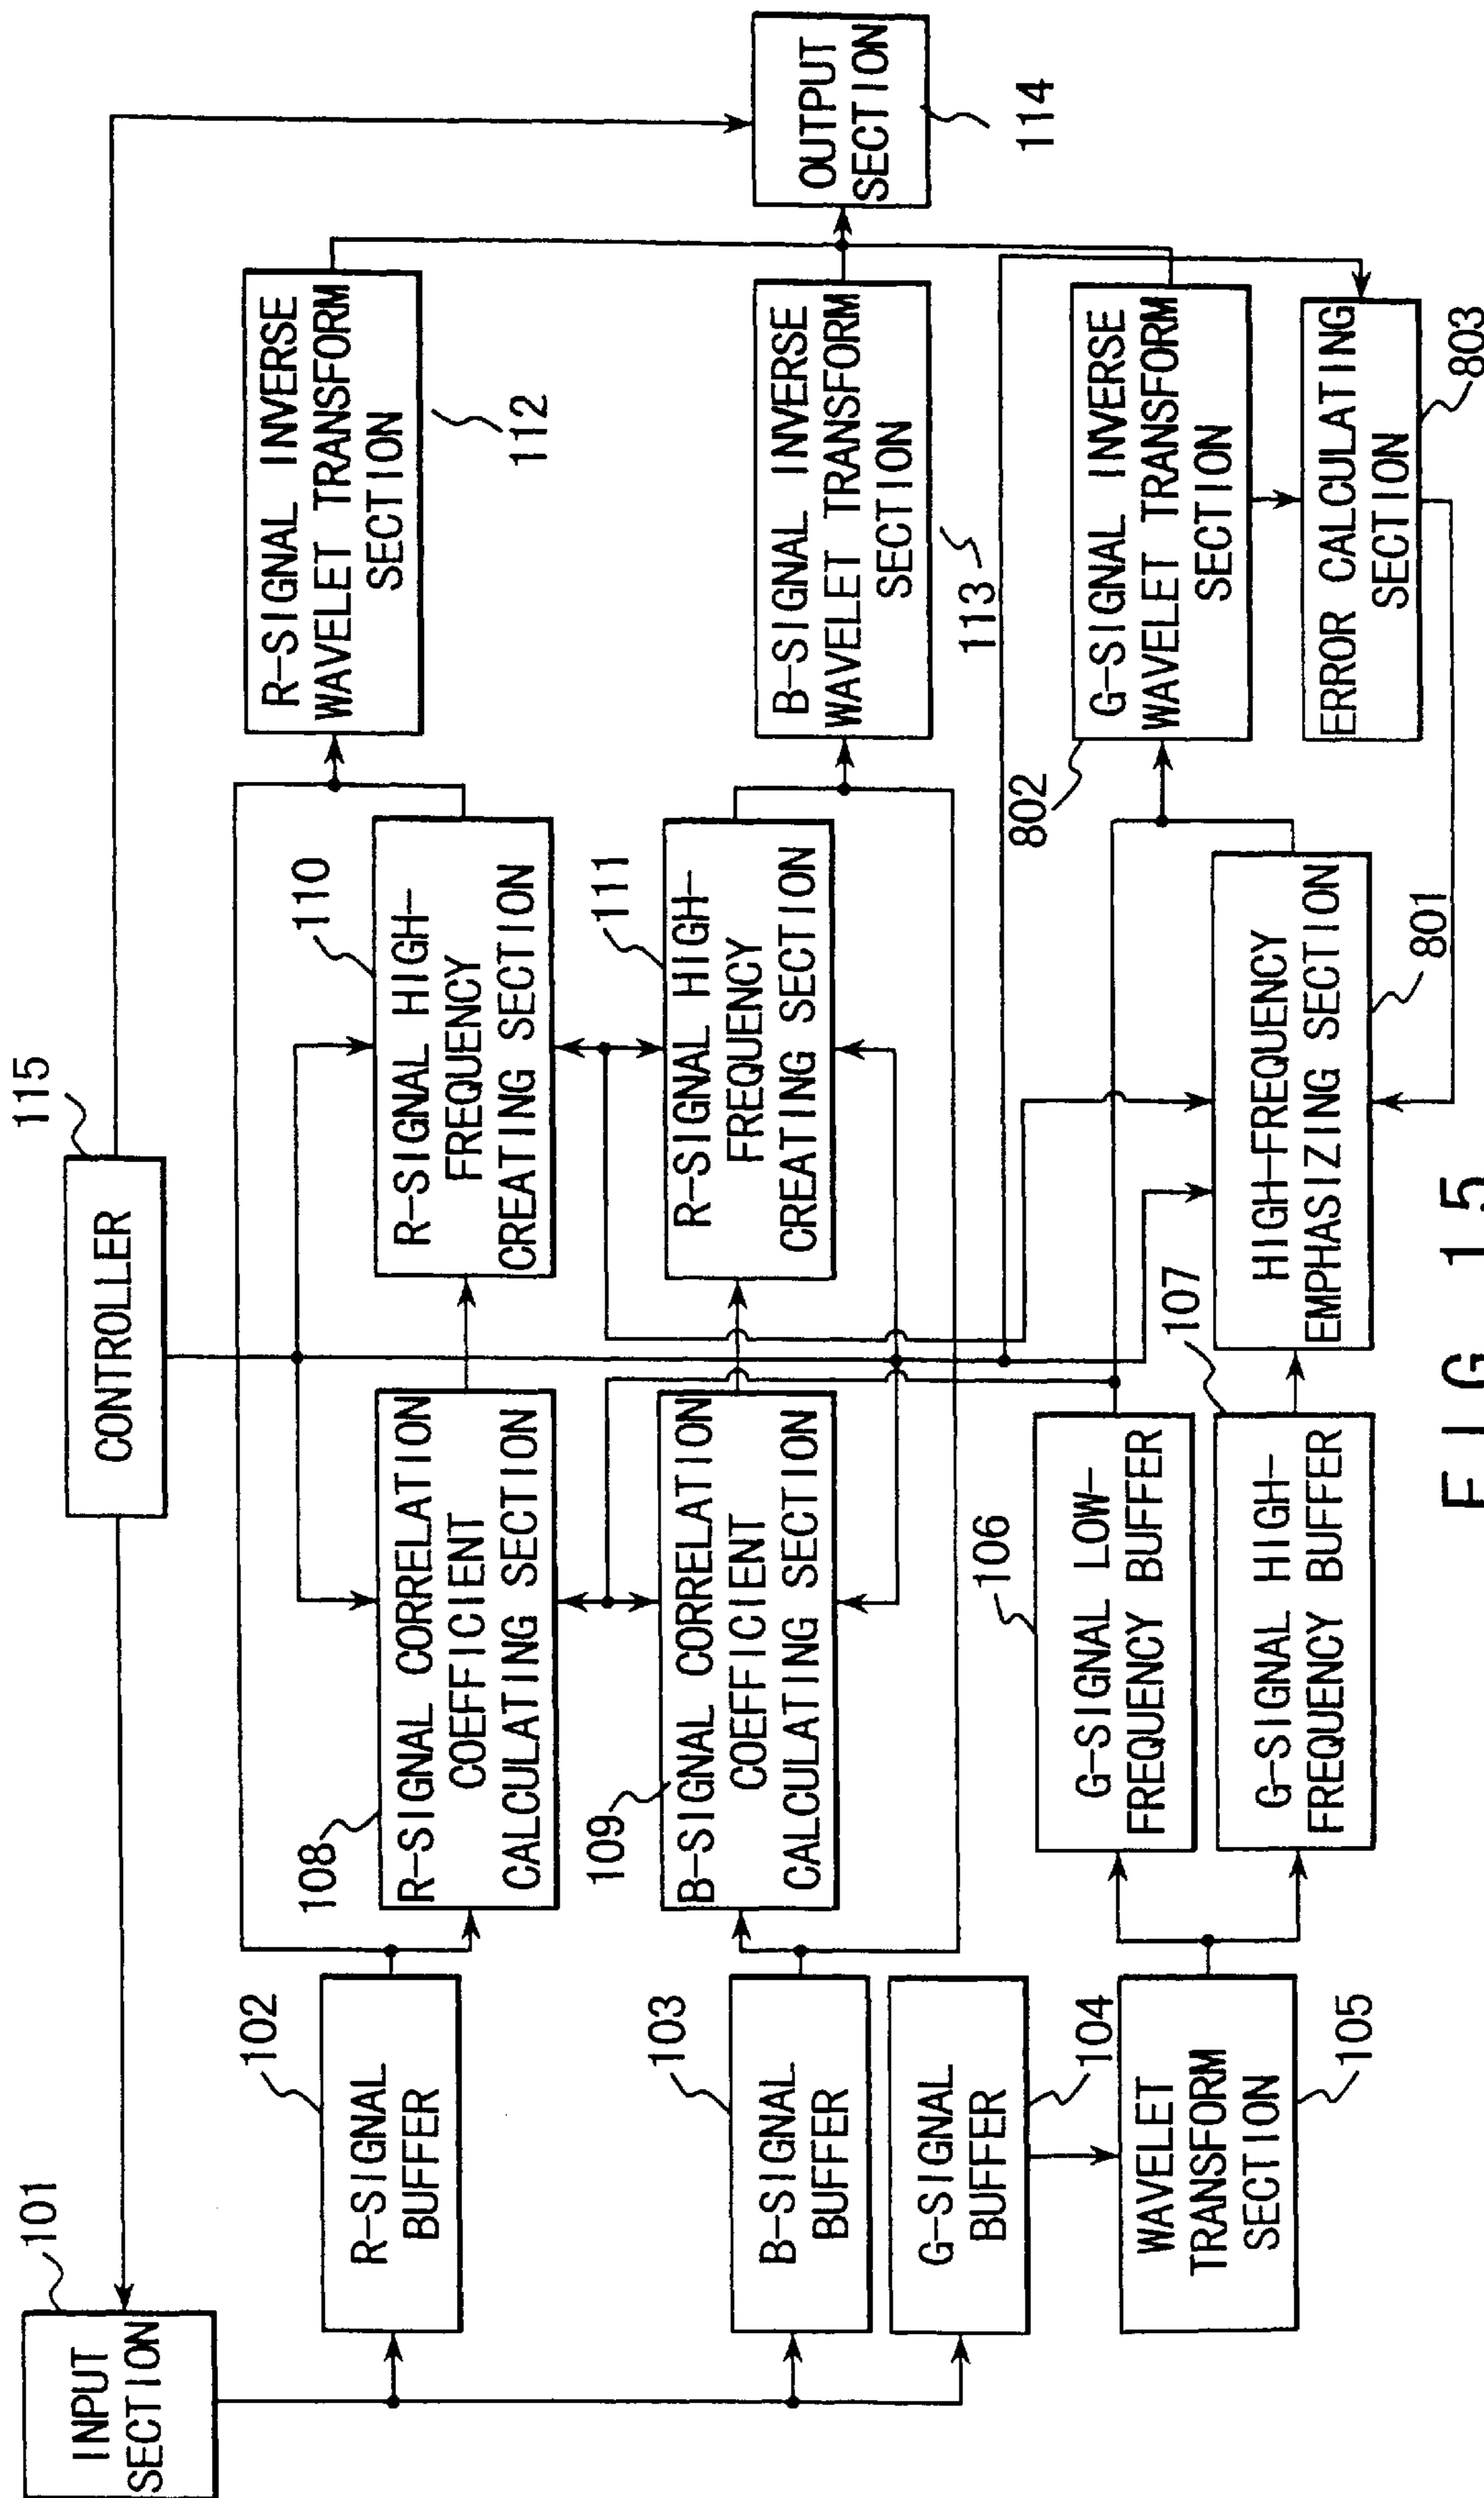 115
CONTROLLER
101
INPUT
SECTION
102
R-SIGNAL
BUFFER
103
B-SIGNAL
BUFFER
G-SIGNAL
BUFFER
104
WAVELET
TRANSFORM
SECTION
105
108
R-SIGNAL CORRELATION
COEFFICIENT
CALCULATING SECTION
109
B-SIGNAL CORRELATION
COEFFICIENT
CALCULATING SECTION
106
G-SIGNAL LOW-
FREQUENCY BUFFER
107
G-SIGNAL HIGH-
FREQUENCY BUFFER
110
R-SIGNAL HIGH-
FREQUENCY
CREATING SECTION
111
R-SIGNAL HIGH-
FREQUENCY
CREATING SECTION
HIGH-FREQUENCY
EMPHASIZING SECTION
801
R-SIGNAL INVERSE
WAVELET TRANSFORM
SECTION
112
B-SIGNAL INVERSE
WAVELET TRANSFORM
SECTION
113
802
G-SIGNAL INVERSE
WAVELET TRANSFORM
SECTION
ERROR CALCULATING
SECTION
803
OUTPUT
SECTION
114
FIG 15